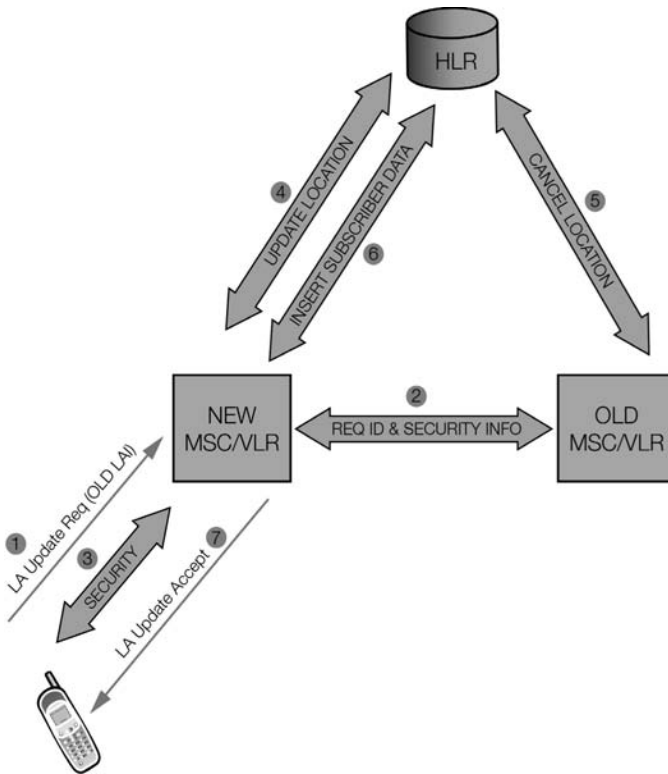 HLR
4
UPDATE LOCATION
6
INSERT SUBSCRIBER DATA
5
CANCEL LOCATION
NEW
MSC/VLR
2
REQ ID & SECURITY INFO
OLD
MSC/VLR
1
LA Update Req (OLD LAI)
3
SECURITY
7
LA Update Accept